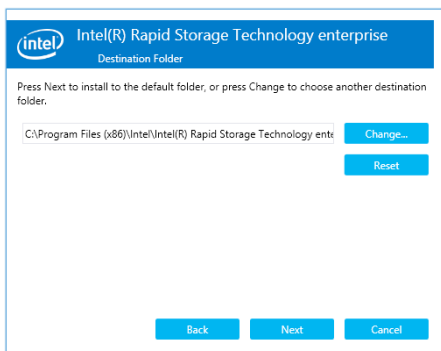 intel
Intel(R) Rapid Storage Technology enterprise
Destination Folder
Press Next to install to the default folder, or press Change to choose another destination
folder.
C:\Program Files (x86)\Intel\Intel(R) Rapid Storage Technology ente
Change...
Reset
Back
Next
Cancel